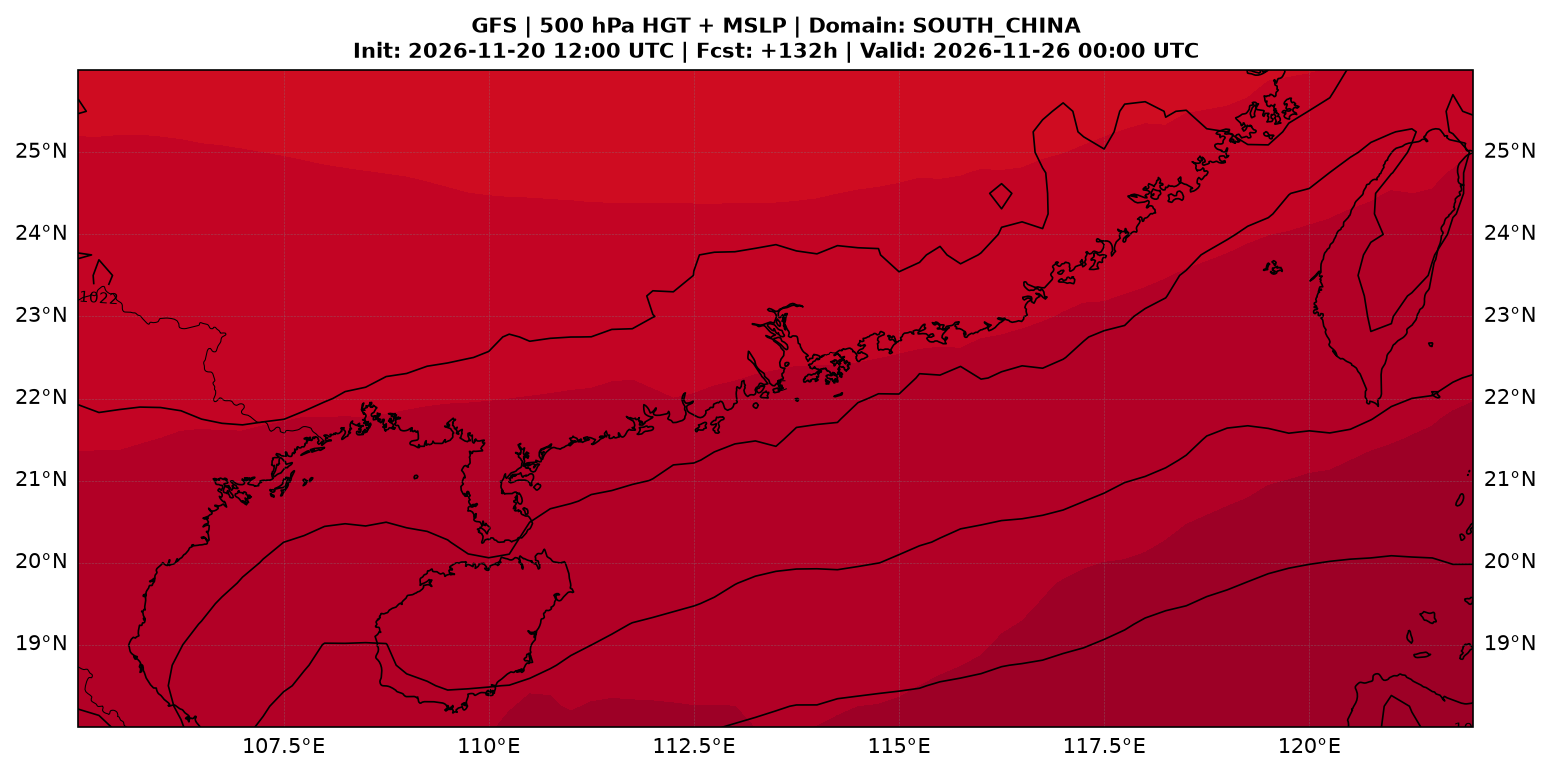 GFS | 500 hPa HGT + MSLP | Domain: SOUTH_CHINA
Init: 2026-11-20 12:00 UTC | Fcst: +132h | Valid: 2026-11-26 00:00 UTC
25°N 25°N
24°N 24°N
1022
23°N 23°N
22°N 22°N
21°N 21°N
20°N 20°N
19°N 19°N
107.5°E 110°E 112.5°E 115°E 117.5°E 120°E